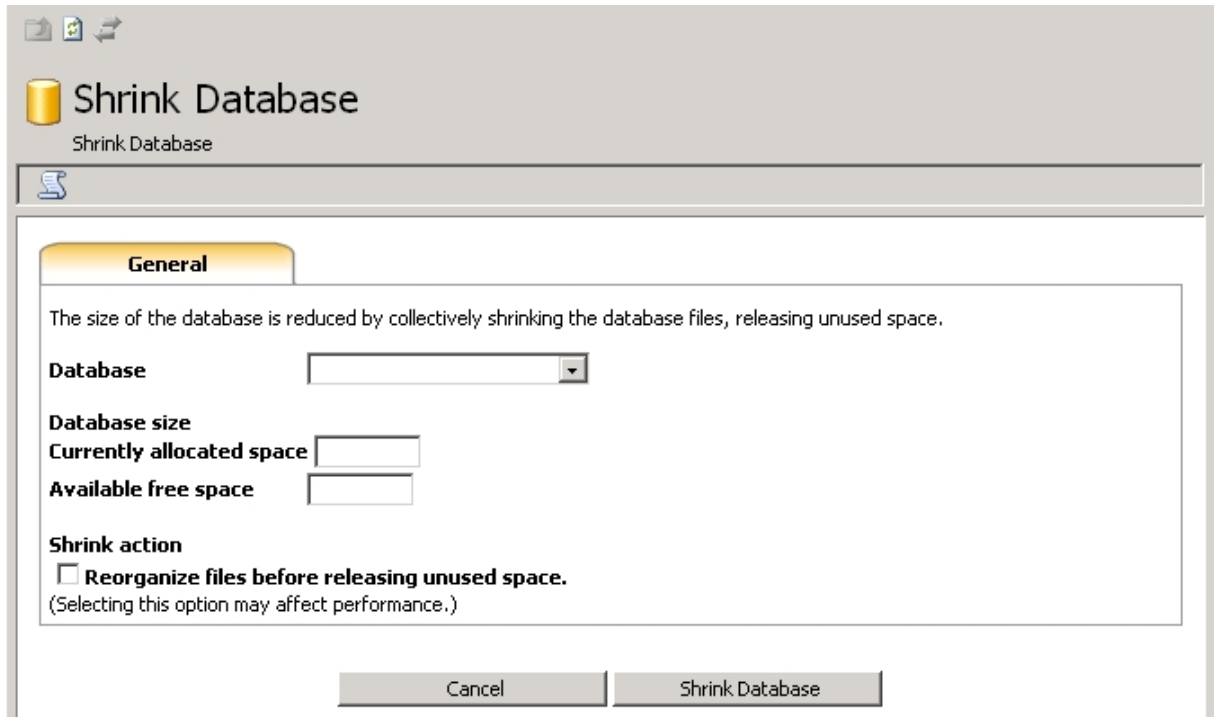 Shrink Database
Shrink Database
General
The size of the database is reduced by collectively shrinking the database files, releasing unused space.
Database
Database size
Currently allocated space
Available free space
Shrink action
Reorganize files before releasing unused space.
(Selecting this option may affect performance.)
Cancel Shrink Database